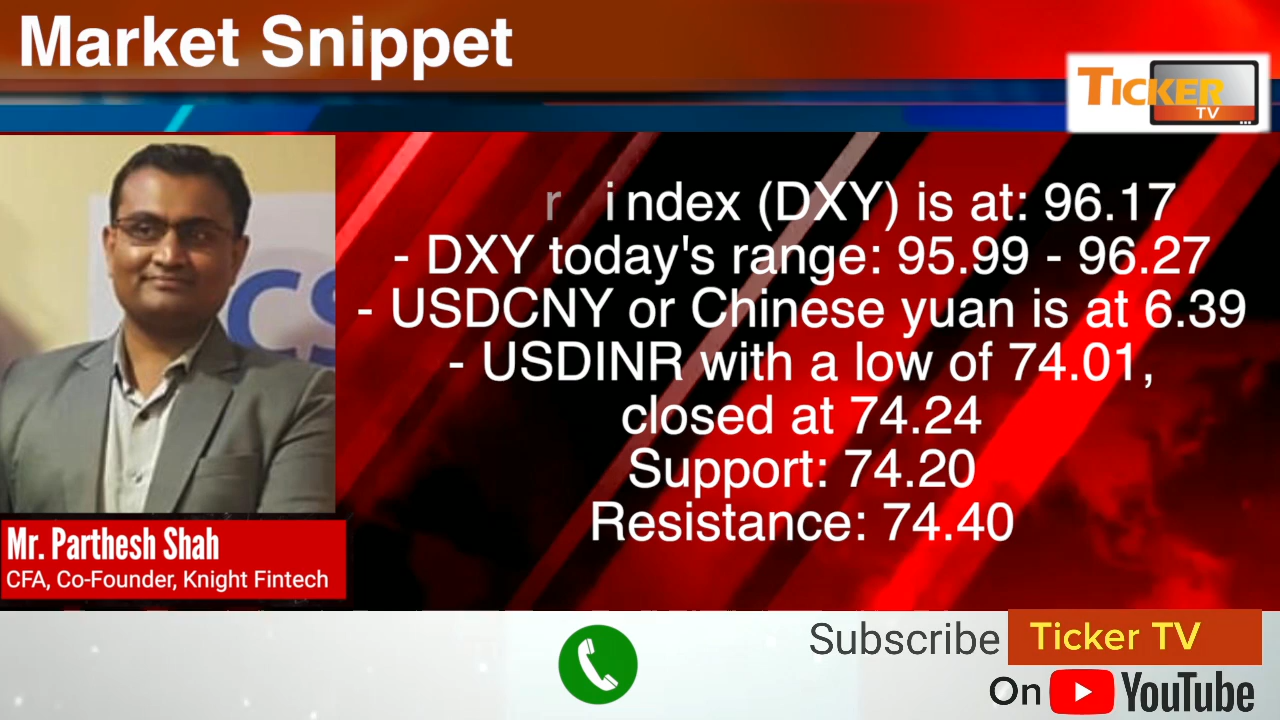 Market Snippet
TICKER
TV
r index (DXY) is at: 96.17
- DXY today's range: 95.99 - 96.27
- USDCNY or Chinese yuan is at 6.39
- USDINR with a low of 74.01,
closed at 74.24
Support: 74.20
Resistance: 74.40
CS
Mr. Parthesh Shah
CFA, Co-Founder, Knight Fintech
Subscribe Ticker TV
On YouTube